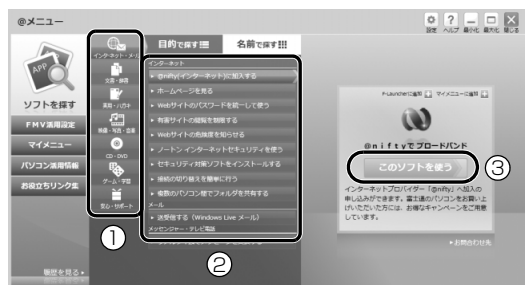 @メニュー
設定 ヘルプ 最小化 最大化 閉じる
APP
ソフトを探す
FMV活用設定
マイメニュー
パソコン活用情報
お役立ちリンク集
履歴を見る
インターネット・メール
文書・静態
実用・ハガキ
映像・写真・音楽
CD・DVD
ゲーム・学習
安心・サポート
①
目的で探す!!!
名前で探す!!!
インターネット
@nifty(インターネット)に加入する
ホームページを見る
Webサイトのパスワードを統一して使う
有害サイトの閲覧を制限する
Webサイトの危険度を知らせる
ノートン インターネットセキュリティを使う
セキュリティ対策ソフトをインストールする
接続の切り替えを簡単に行う
複数のパソコン間でフォルダを共有する
メール
送受信する（Windows Live メール）
メッセンジャー・テレビ電話
②
F-Launcherに追加 マイメニューに追加
@niftyでブロードバンド
このソフトを使う
③
インターネットプロバイダー「@nifty」へ加入の
申し込みができます。富士通のパソコンをお買い上
げいただいた方には、お得なキャンペーンをご用意
しています。
お問合わせ先